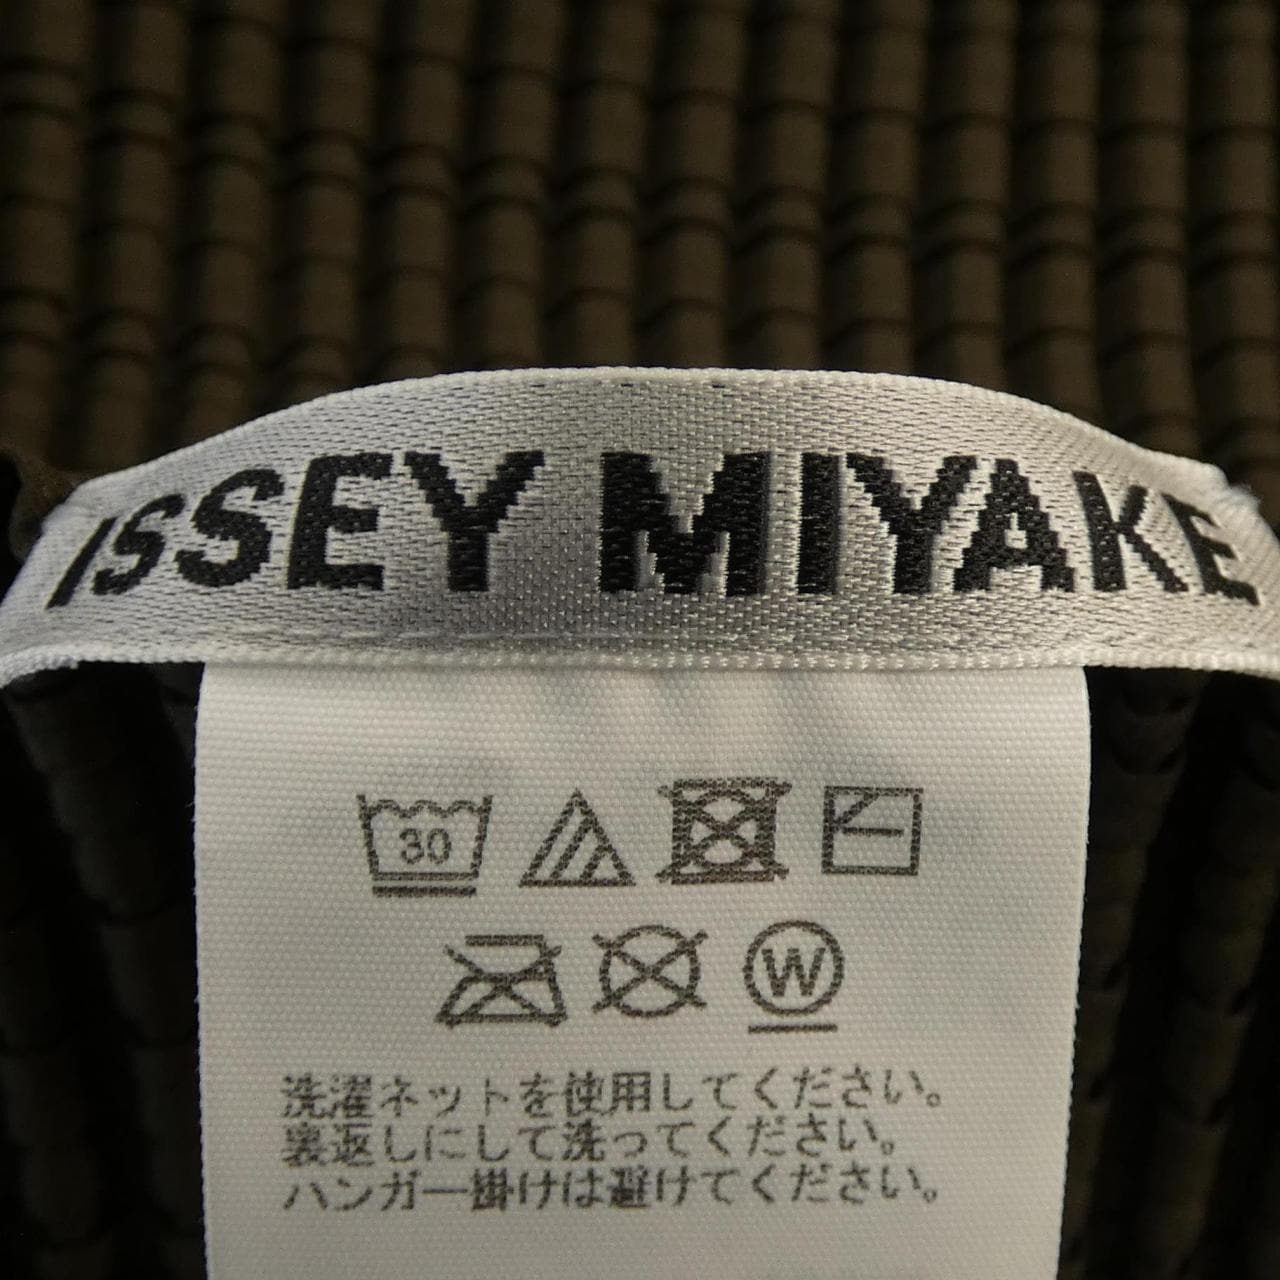 ISSEY MIYAKE
30
W
洗濯ネットを使用してください。
裏返しにして洗ってください。
ハンガー掛けは避けてください。